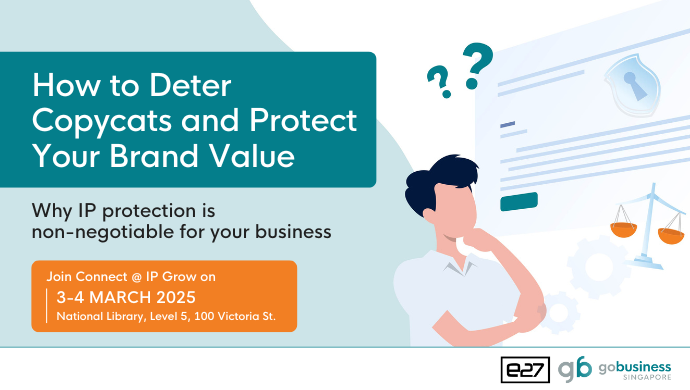 How to Deter
Copycats and Protect
Your Brand Value
Why IP protection is
non-negotiable for your business
Join Connect @ IP Grow on
3-4 MARCH 2025
National Library, Level 5, 100 Victoria St.
??
e27
gb gobusiness
SINGAPORE